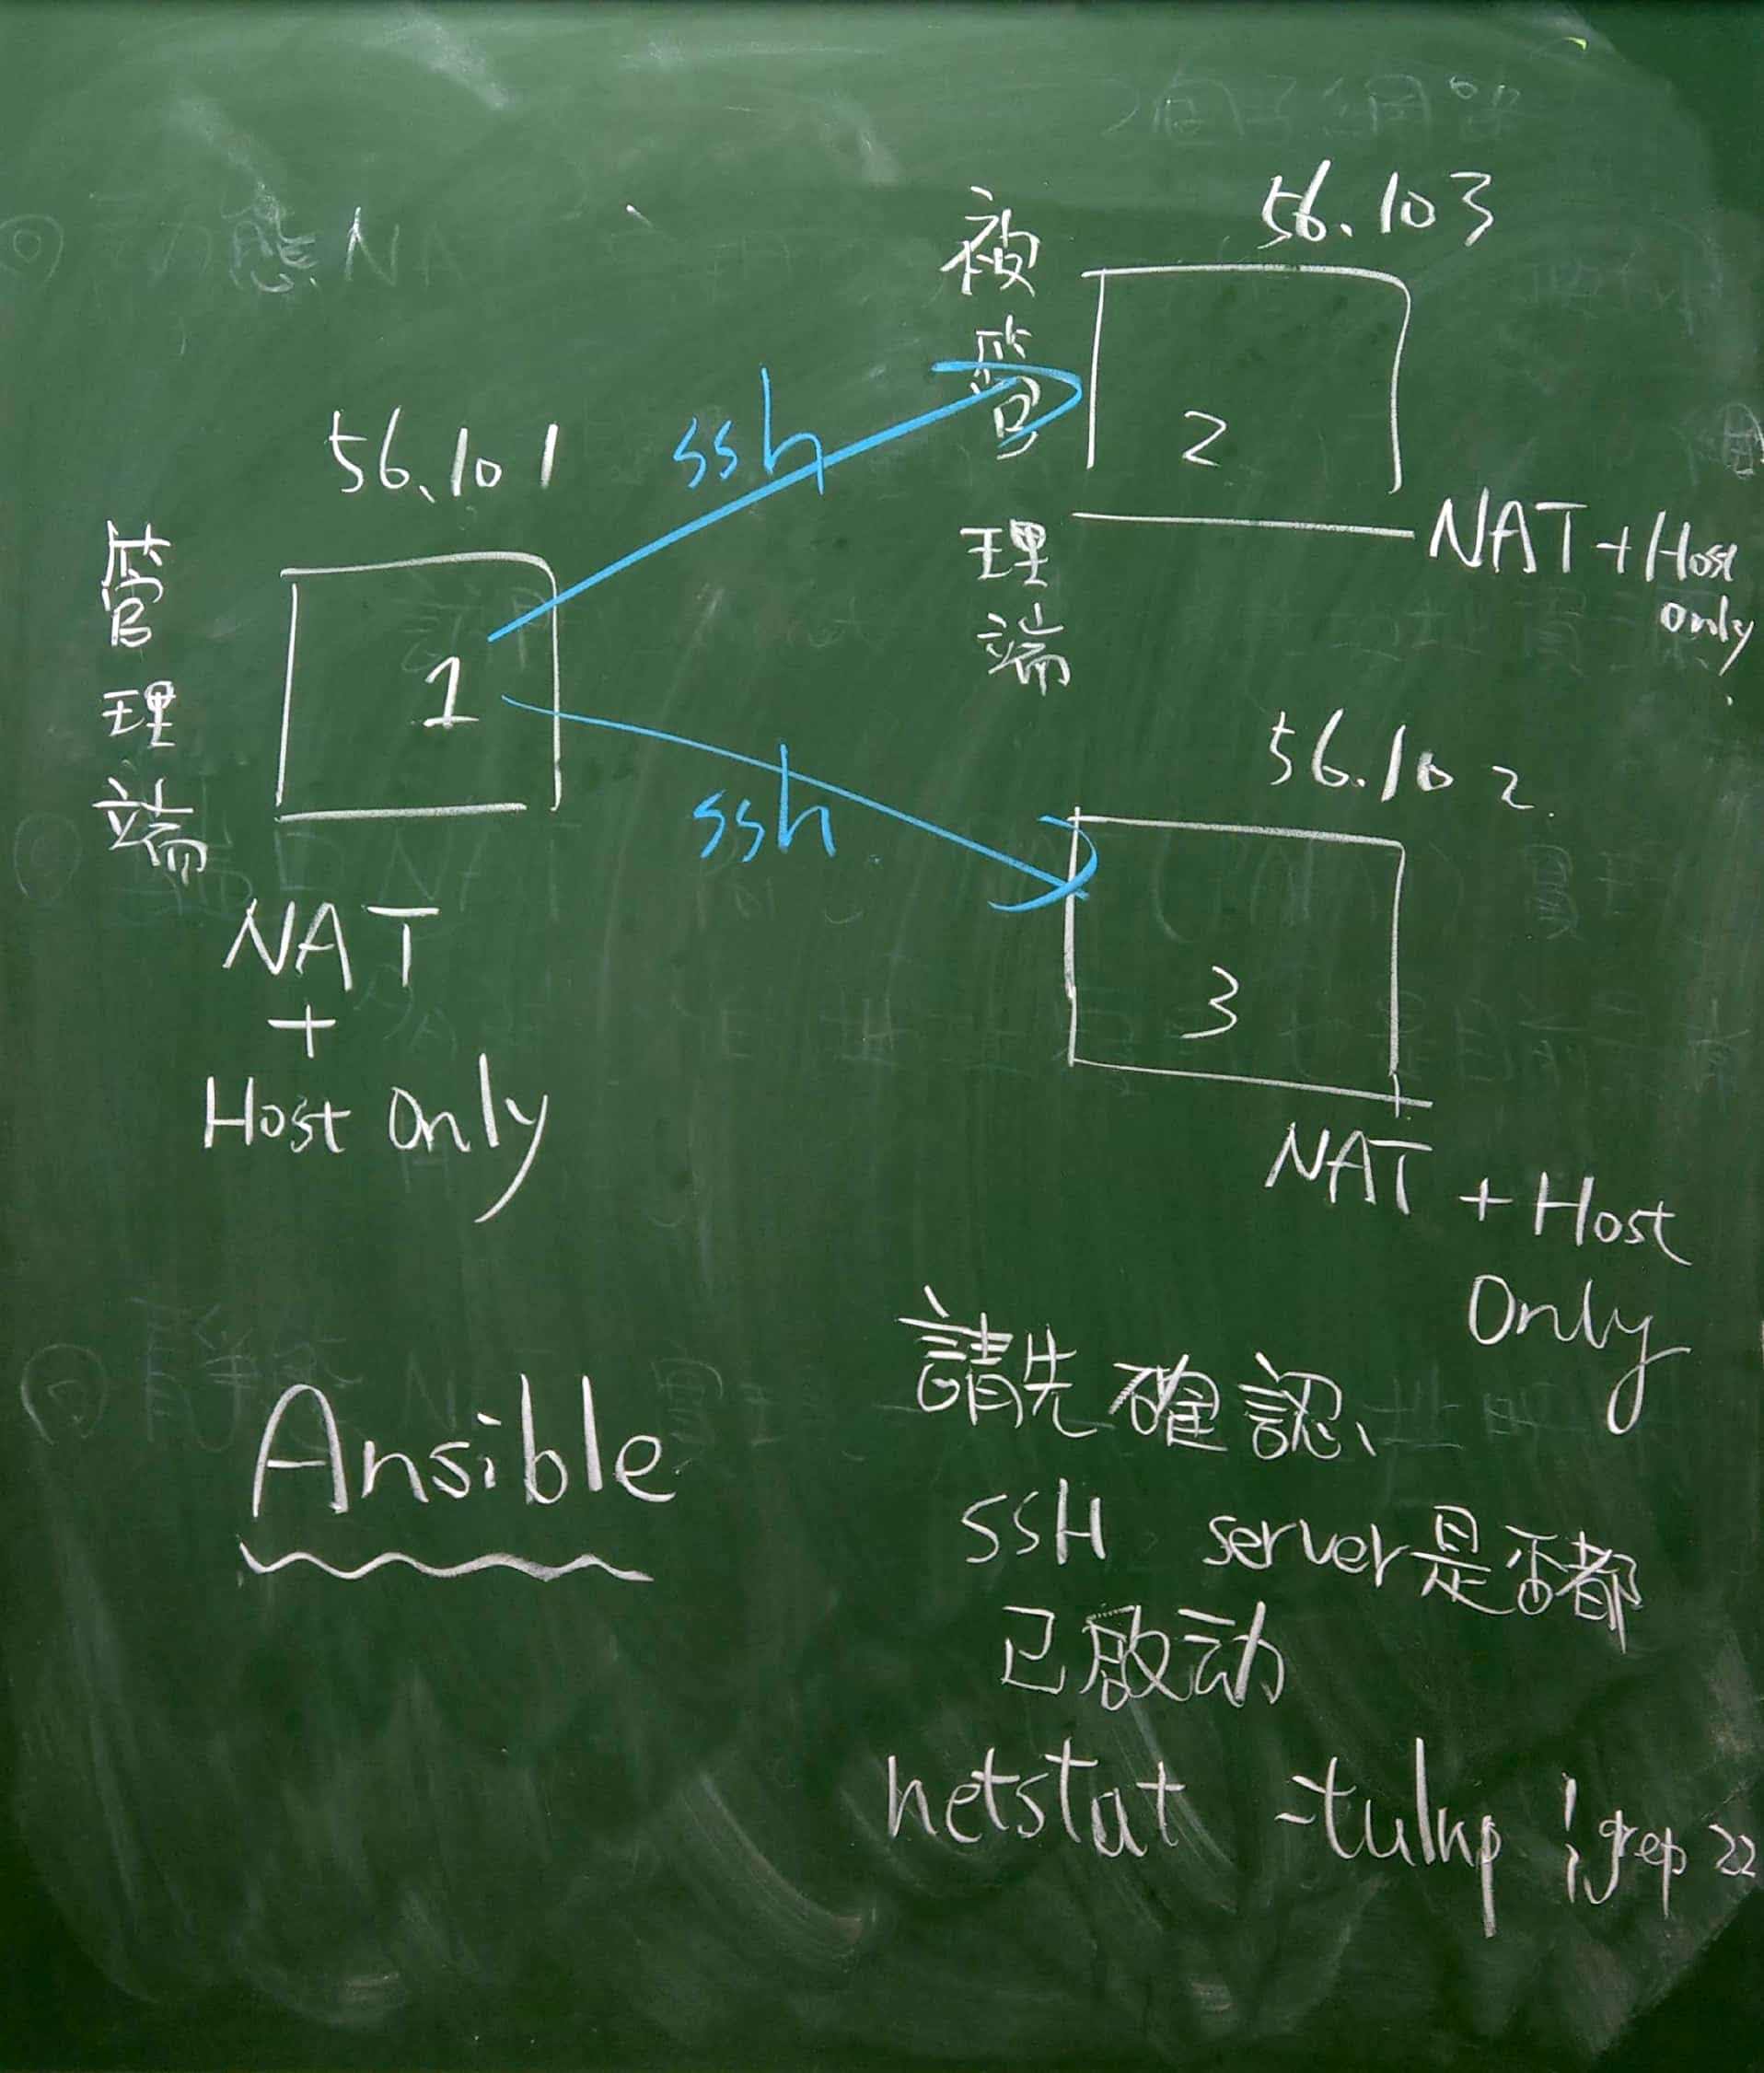 56.103
被管理端
2
NAT + Host
only
56.101
管理端
1
ssh
ssh
NAT
+
Host Only
56.102
3
NAT + Host
Only
Ansible
請先確認
SSH server是否都
已啟动
netstat -tulnp | grep 22